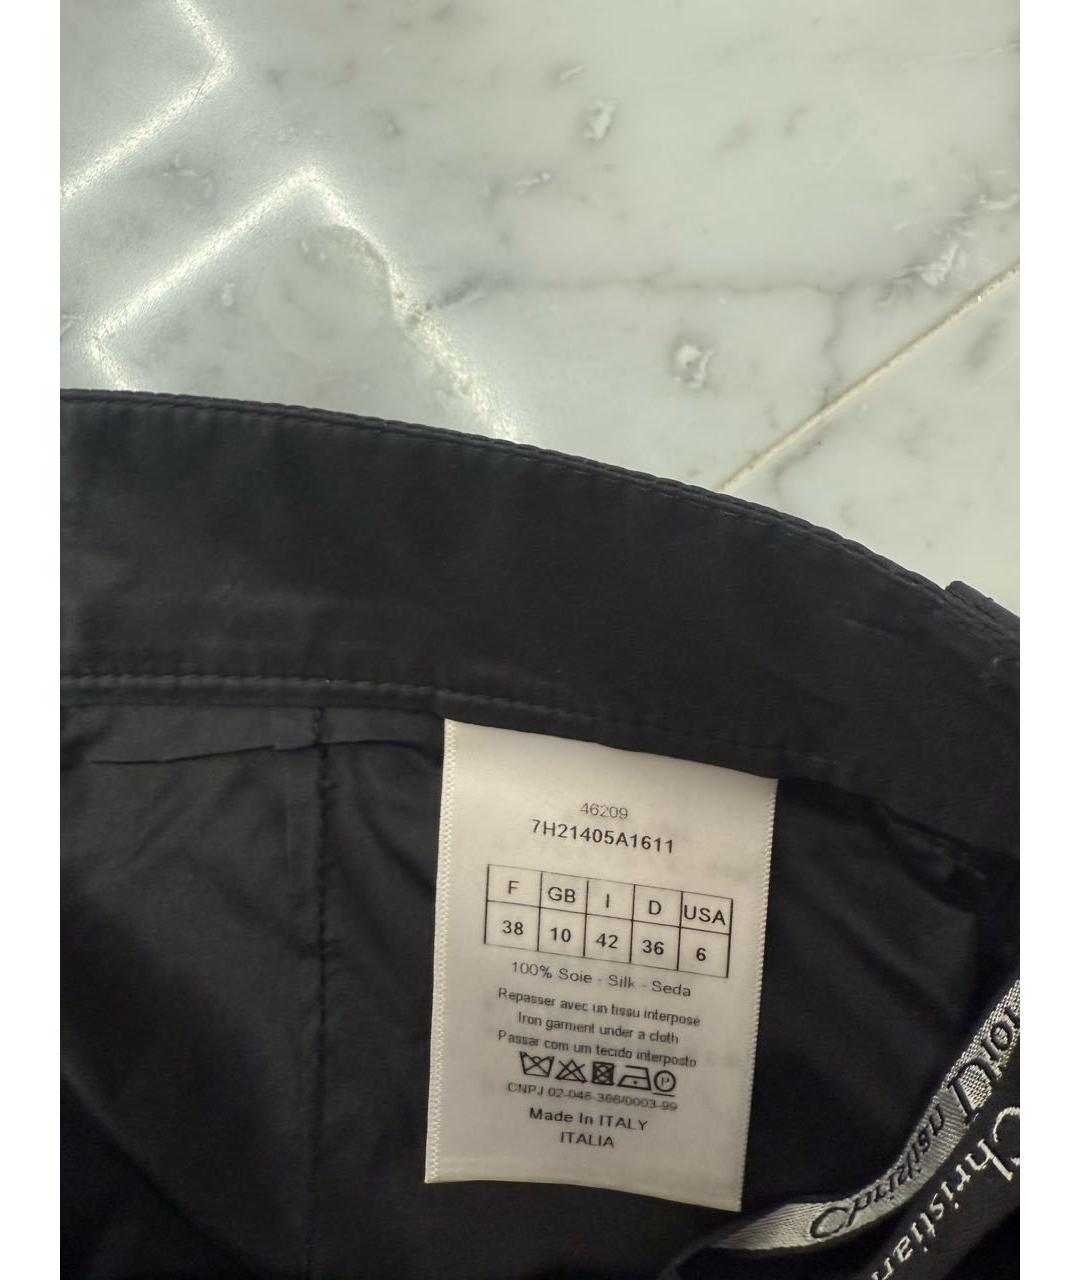 46209
7H21405A1611
F GB I D USA
38 10 42 36 6
100% Soie - Silk - Seda
Repasser avec un tissu interposé
Iron garment under a cloth
Passar com um tecido interposto
P
CNPJ 02-046-366/0003-99
Made In ITALY
ITALIA
Christian Dior
Christian